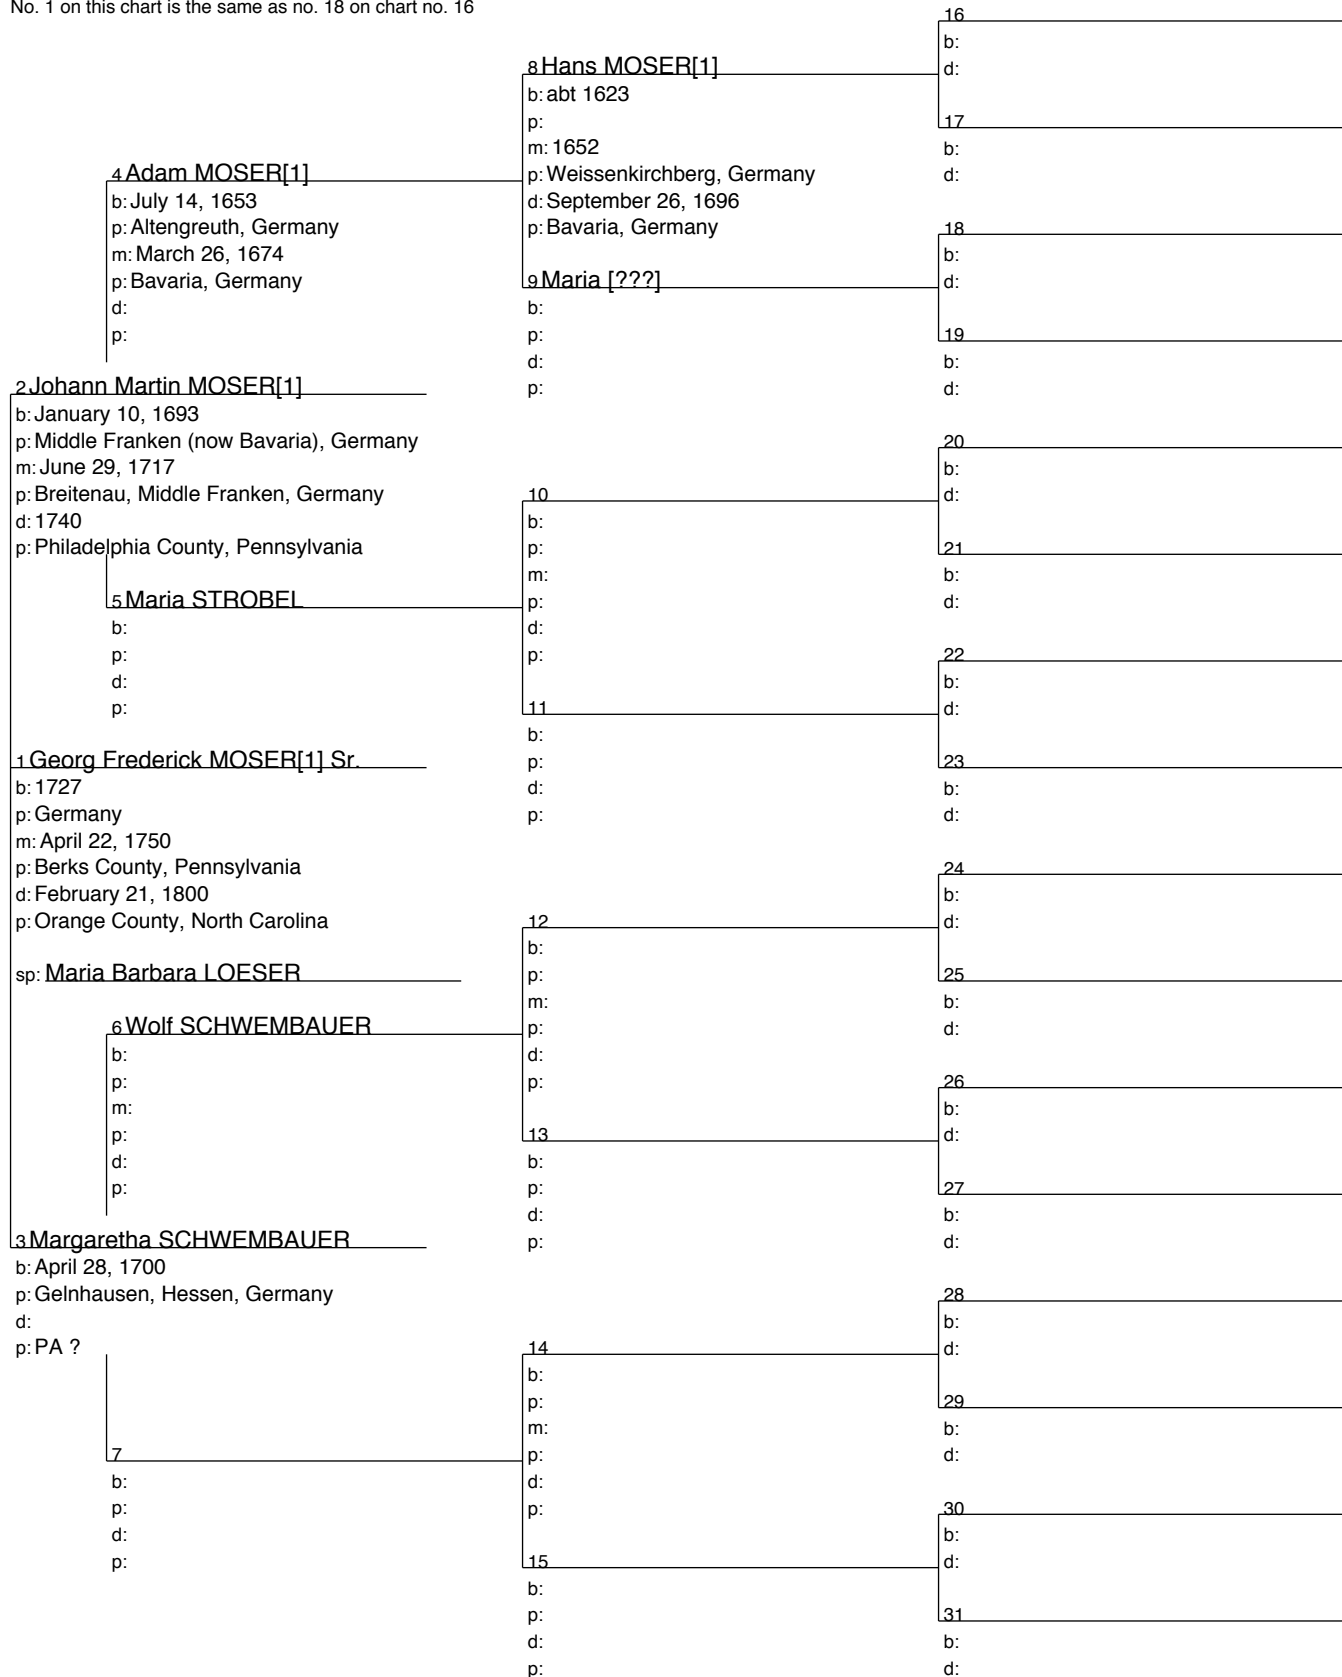 No. 1 on this chart is the same as no. 18 on chart no. 16
4 Adam MOSER[1]
b: July 14, 1653
p: Altengreuth, Germany
m: March 26, 1674
p: Bavaria, Germany
d:
p:
2 Johann Martin MOSER[1]
b: January 10, 1693
p: Middle Franken (now Bavaria), Germany
m: June 29, 1717
p: Breitenau, Middle Franken, Germany
d: 1740
p: Philadelphia County, Pennsylvania
5 Maria STROBEL
b:
p:
d:
p:
1 Georg Frederick MOSER[1] Sr.
b: 1727
p: Germany
m: April 22, 1750
p: Berks County, Pennsylvania
d: February 21, 1800
p: Orange County, North Carolina
sp: Maria Barbara LOESER
6 Wolf SCHWEMBAUER
b:
p:
m:
p:
d:
p:
3 Margaretha SCHWEMBAUER
b: April 28, 1700
p: Gelnhausen, Hessen, Germany
d:
p: PA ?
7
b:
p:
d:
p:
8 Hans MOSER[1]
b: abt 1623
p:
m: 1652
p: Weissenkirchberg, Germany
d: September 26, 1696
p: Bavaria, Germany
9 Maria [???]
b:
p:
d:
p:
10
b:
p:
m:
p:
d:
p:
11
b:
p:
d:
p:
12
b:
p:
m:
p:
d:
p:
13
b:
p:
d:
p:
14
b:
p:
m:
p:
d:
p:
15
b:
p:
d:
p:
16
b:
d:
17
b:
d:
18
b:
d:
19
b:
d:
20
b:
d:
21
b:
d:
22
b:
d:
23
b:
d:
24
b:
d:
25
b:
d:
26
b:
d:
27
b:
d:
28
b:
d:
29
b:
d:
30
b:
d:
31
b:
d: